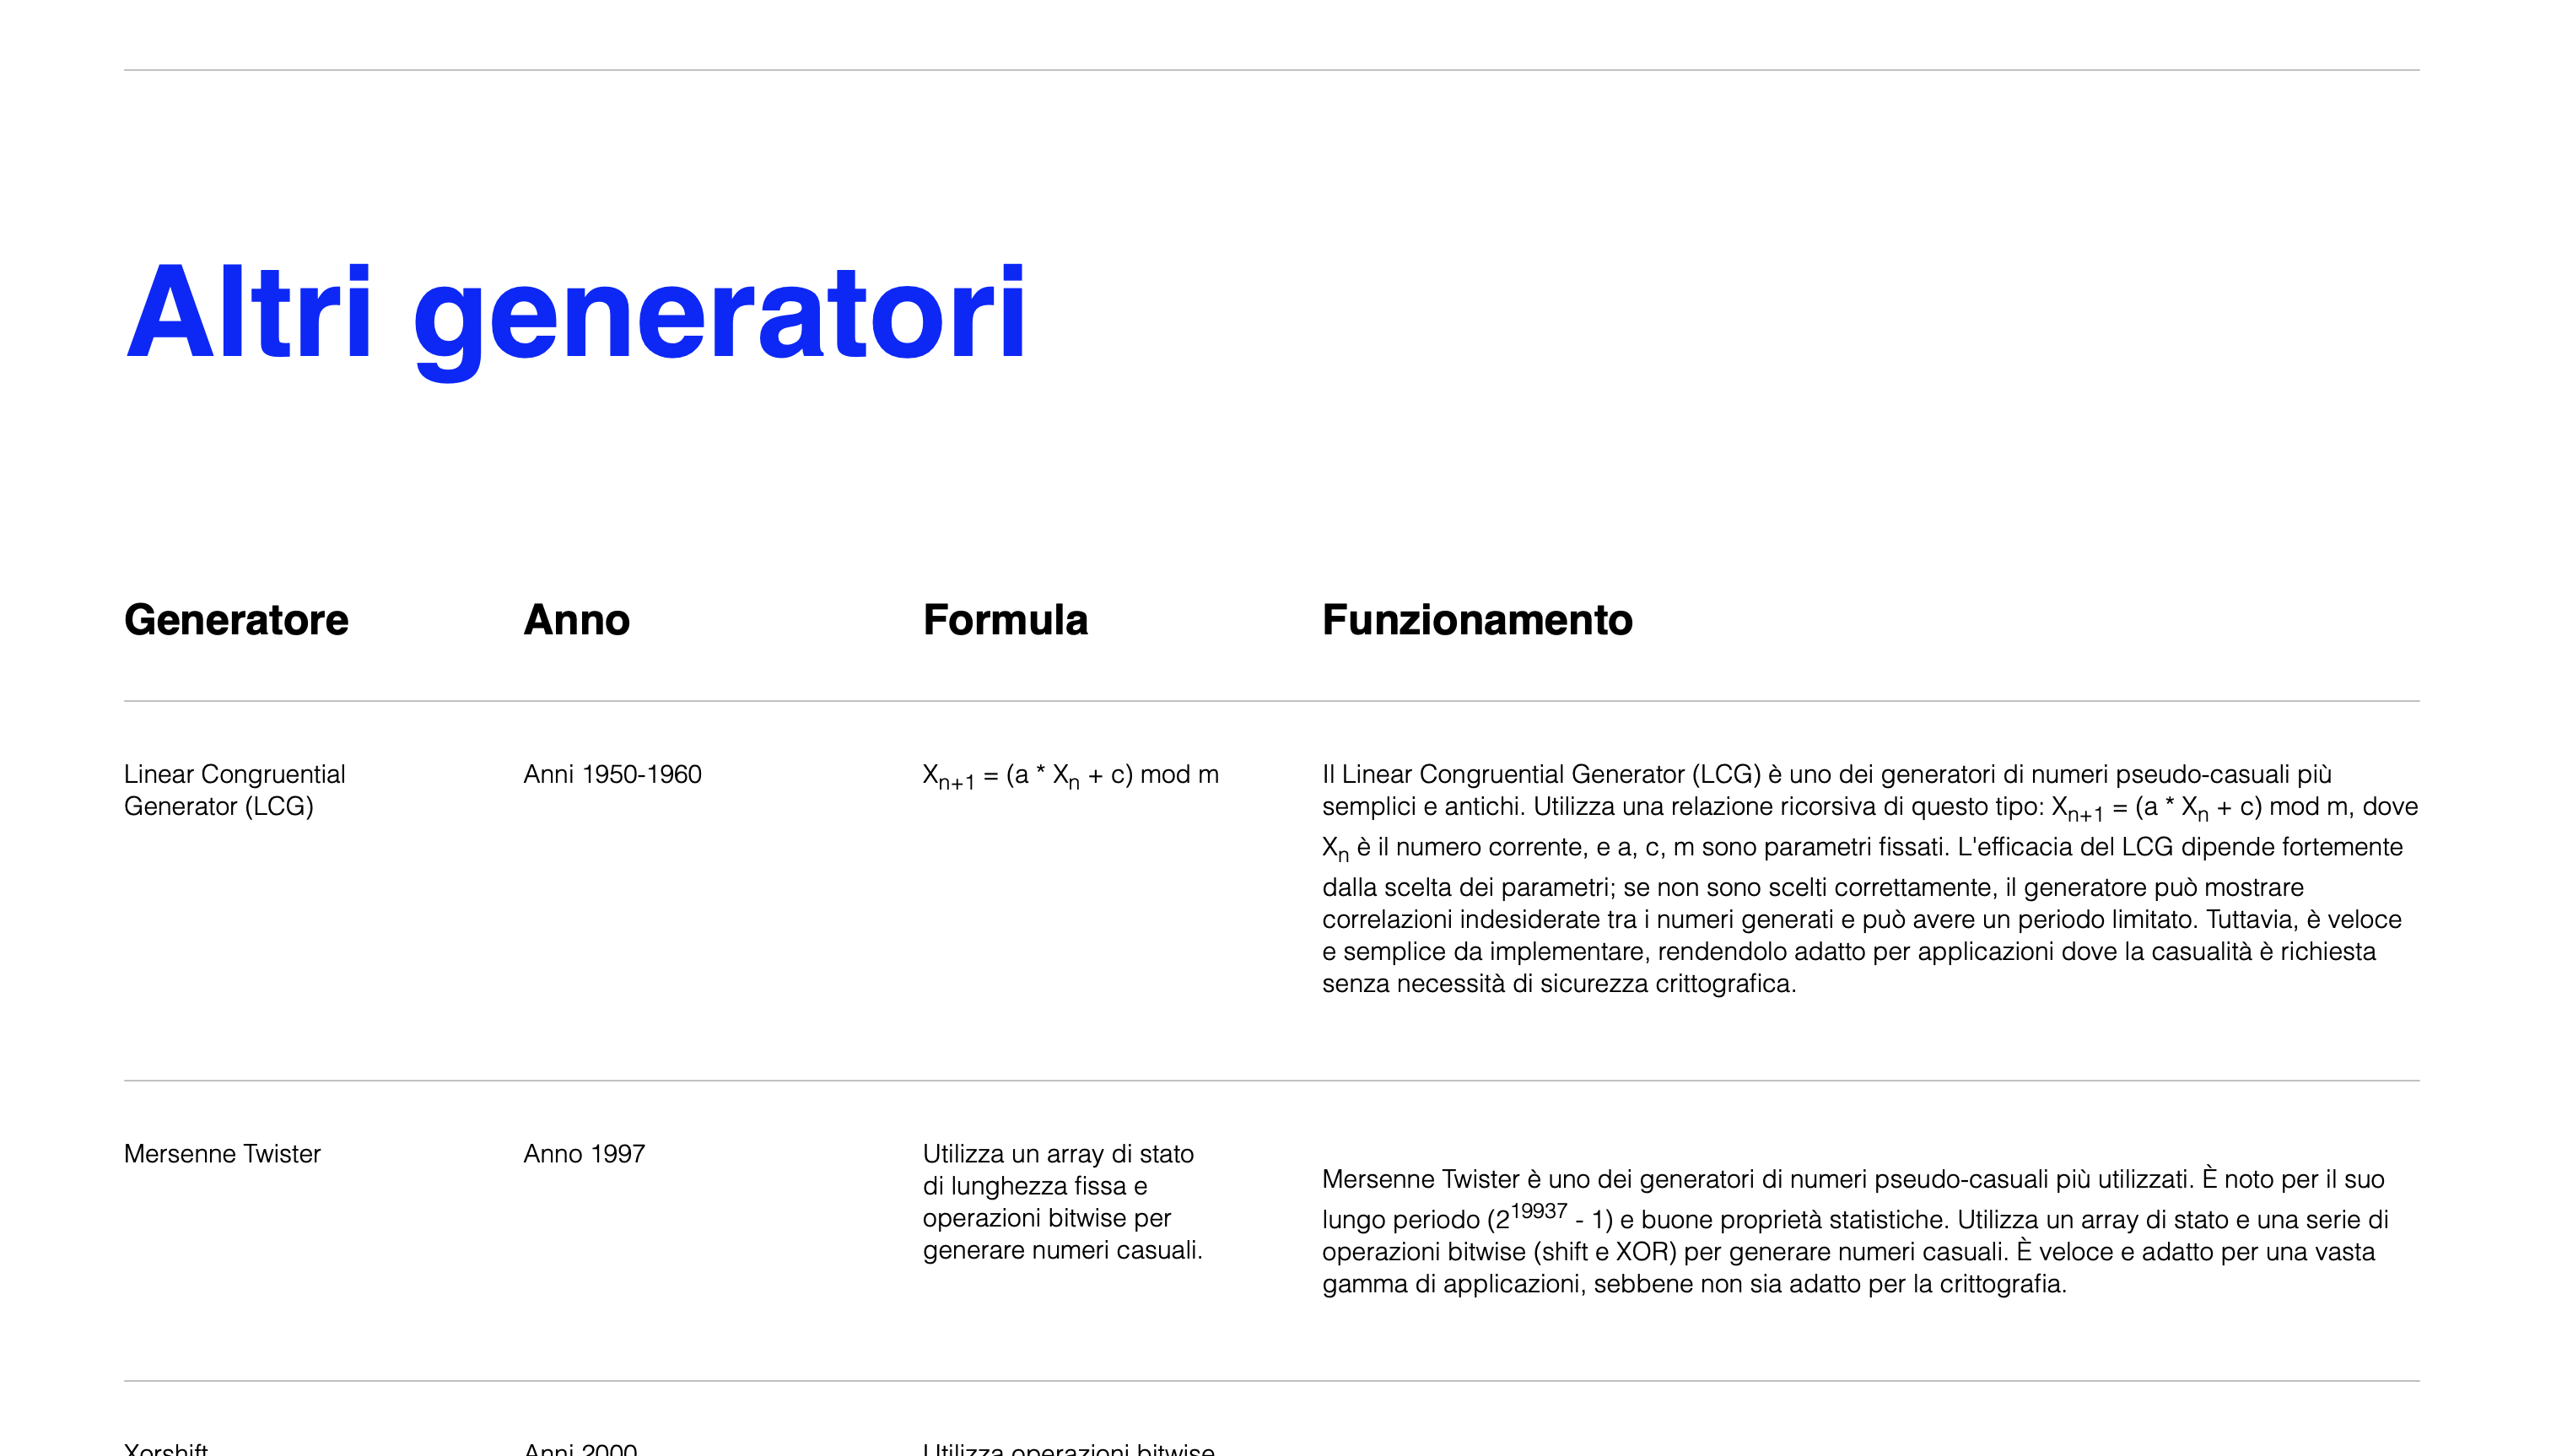 Altri generatori
Generatore
Anno
Formula
Funzionamento
Linear Congruential
Generator (LCG)
Anni 1950-1960
Xn+1 = (a * Xn + c) mod m
Il Linear Congruential Generator (LCG) è uno dei generatori di numeri pseudo-casuali più
semplici e antichi. Utilizza una relazione ricorsiva di questo tipo: Xn+1 = (a * Xn + c) mod m, dove
Xn è il numero corrente, e a, c, m sono parametri fissati. L'efficacia del LCG dipende fortemente
dalla scelta dei parametri; se non sono scelti correttamente, il generatore può mostrare
correlazioni indesiderate tra i numeri generati e può avere un periodo limitato. Tuttavia, è veloce
e semplice da implementare, rendendolo adatto per applicazioni dove la casualità è richiesta
senza necessità di sicurezza crittografica.
Mersenne Twister
Anno 1997
Utilizza un array di stato
di lunghezza fissa e
operazioni bitwise per
generare numeri casuali.
Mersenne Twister è uno dei generatori di numeri pseudo-casuali più utilizzati. È noto per il suo
lungo periodo (2^19937 - 1) e buone proprietà statistiche. Utilizza un array di stato e una serie di
operazioni bitwise (shift e XOR) per generare numeri casuali. È veloce e adatto per una vasta
gamma di applicazioni, sebbene non sia adatto per la crittografia.
Xorshift
Anni 2000
Utilizza operazioni bitwise